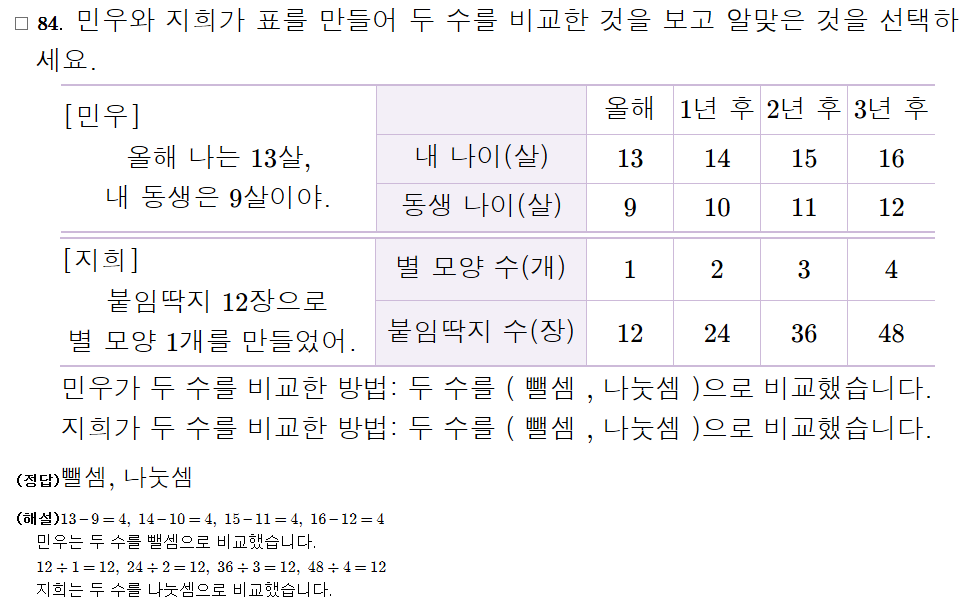 □ 84. 민우와 지희가 표를 만들어 두 수를 비교한 것을 보고 알맞은 것을 선택하
세요.
[민우]
올해 나는 13살,
내 동생은 9살이야.
올해 1년 후 2년 후 3년 후
내 나이(살) 13 14 15 16
동생 나이(살) 9 10 11 12
[지희]
붙임딱지 12장으로
별 모양 1개를 만들었어.
별 모양 수(개) 1 2 3 4
붙임딱지 수(장) 12 24 36 48
민우가 두 수를 비교한 방법: 두 수를 ( 뺄셈 , 나눗셈 )으로 비교했습니다.
지희가 두 수를 비교한 방법: 두 수를 ( 뺄셈 , 나눗셈 )으로 비교했습니다.
(정답)뺄셈, 나눗셈
(해설)13-9=4, 14-10=4, 15-11=4, 16-12=4
민우는 두 수를 뺄셈으로 비교했습니다.
12÷1=12, 24÷2=12, 36÷3=12, 48÷4=12
지희는 두 수를 나눗셈으로 비교했습니다.